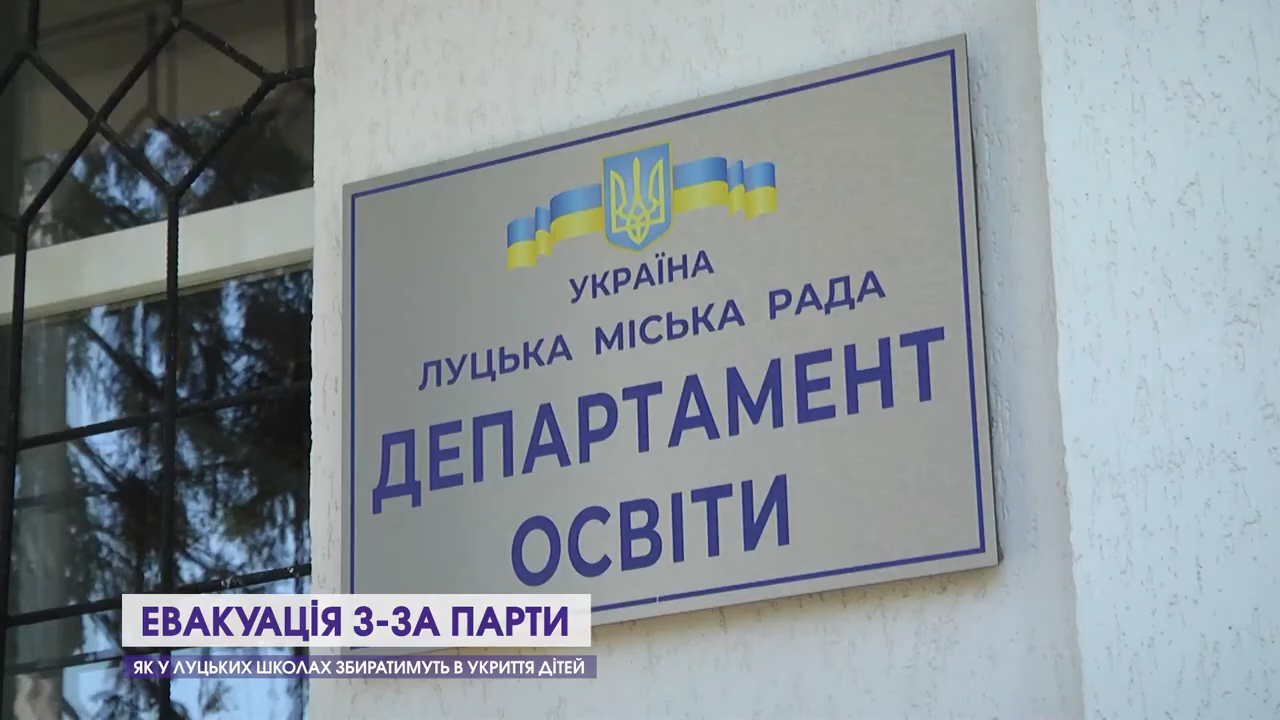 УКРАЇНА
ЛУЦЬКА МІСЬКА РАДА
ДЕПАРТАМЕНТ
ОСВІТИ
ЕВАКУАЦІЯ З-ЗА ПАРТИ
ЯК У ЛУЦЬКИХ ШКОЛАХ ЗБИРАТИМУТЬ В УКРИТТЯ ДІТЕЙ